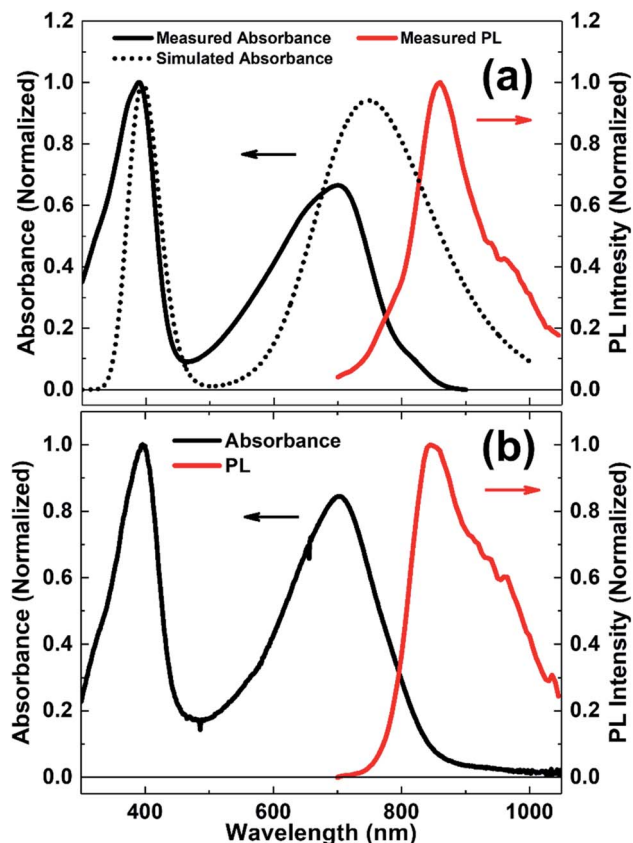 1.2 1.2
Measured Absorbance Measured PL
Simulated Absorbance
(a)
1.0 1.0
0.8 0.8
0.6 0.6
0.4 0.4
0.2 0.2
0.0 0.0
Absorbance (Normalized)
PL Intnesity (Normalized)
Absorbance
PL
(b)
1.0 1.0
0.8 0.8
0.6 0.6
0.4 0.4
0.2 0.2
0.0 0.0
Absorbance (Normalized)
PL Intensity (Normalized)
400 600 800 1000
Wavelength (nm)